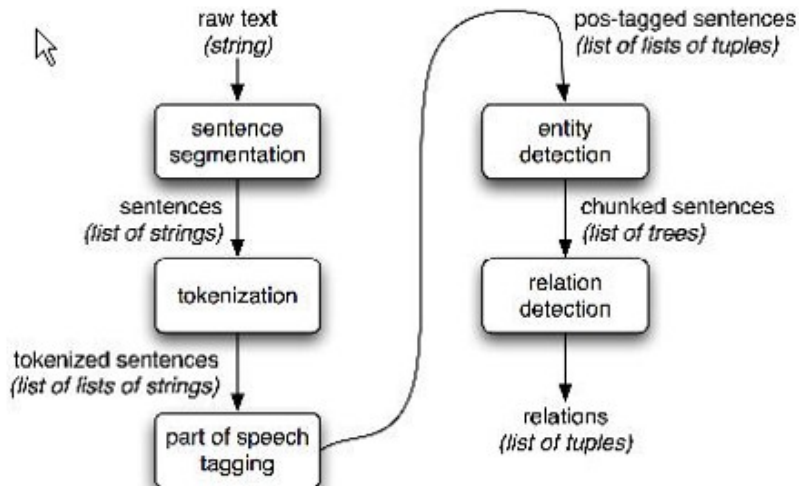 raw text
(string)
sentence
segmentation
sentences
(list of strings)
tokenization
tokenized sentences
(list of lists of strings)
part of speech
tagging
pos-tagged sentences
(list of lists of tuples)
entity
detection
chunked sentences
(list of trees)
relation
detection
relations
(list of tuples)